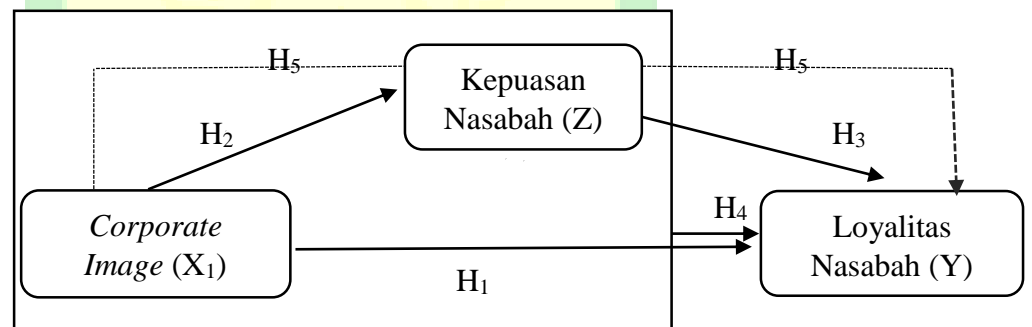 H5
H5
Kepuasan
Nasabah (Z)
H2
H3
H4
Corporate
Image (X1)
Loyalitas
Nasabah (Y)
H1